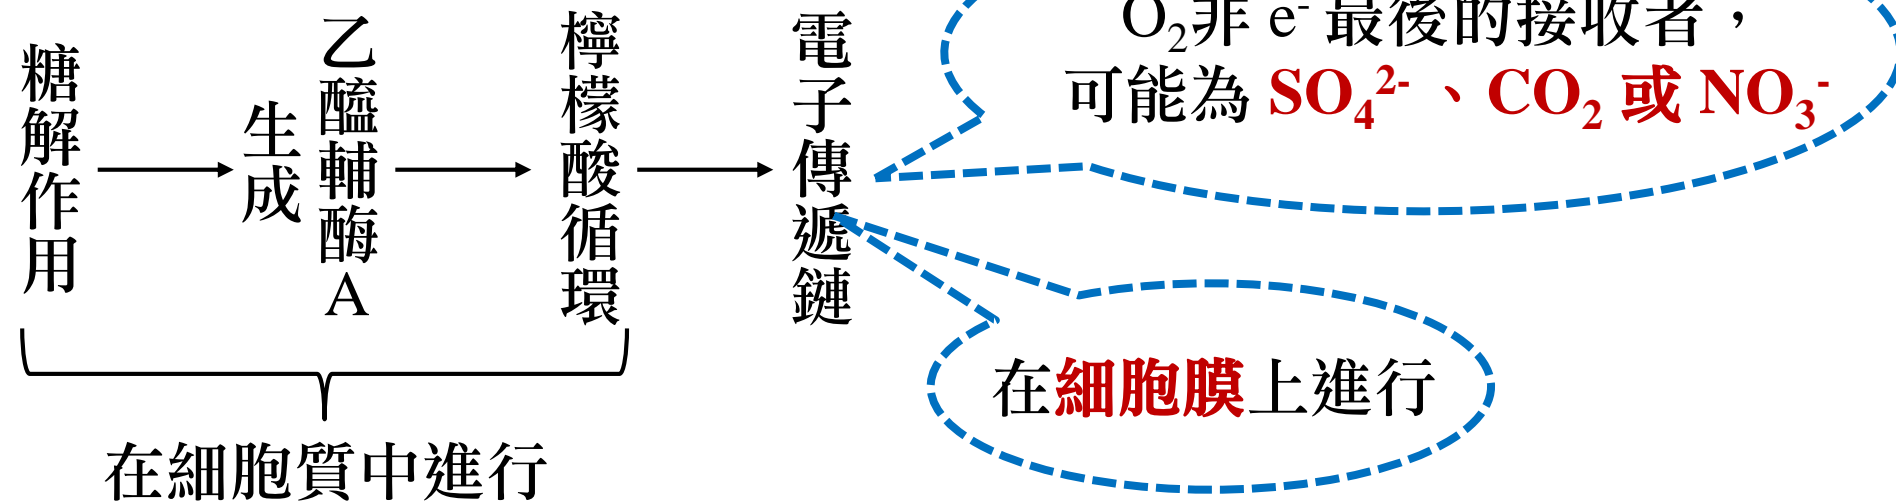 糖解作用
生成
乙醯輔酶A
檸檬酸循環
電子傳遞鏈
O₂非 e⁻ 最後的接收者，
可能為 SO₄²⁻、CO₂ 或 NO₃⁻
在細胞膜上進行
在細胞質中進行